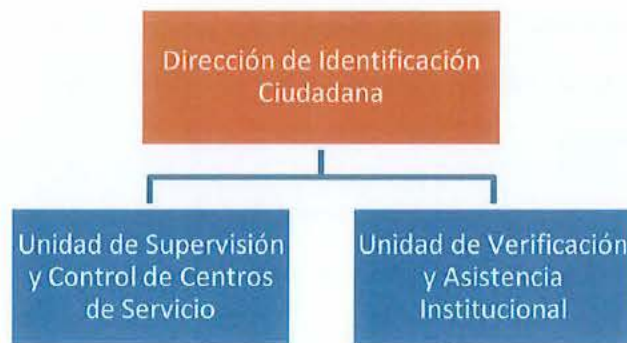 Dirección de Identificación
Ciudadana
Unidad de Supervisión
y Control de Centros
de Servicio
Unidad de Verificación
y Asistencia
Institucional